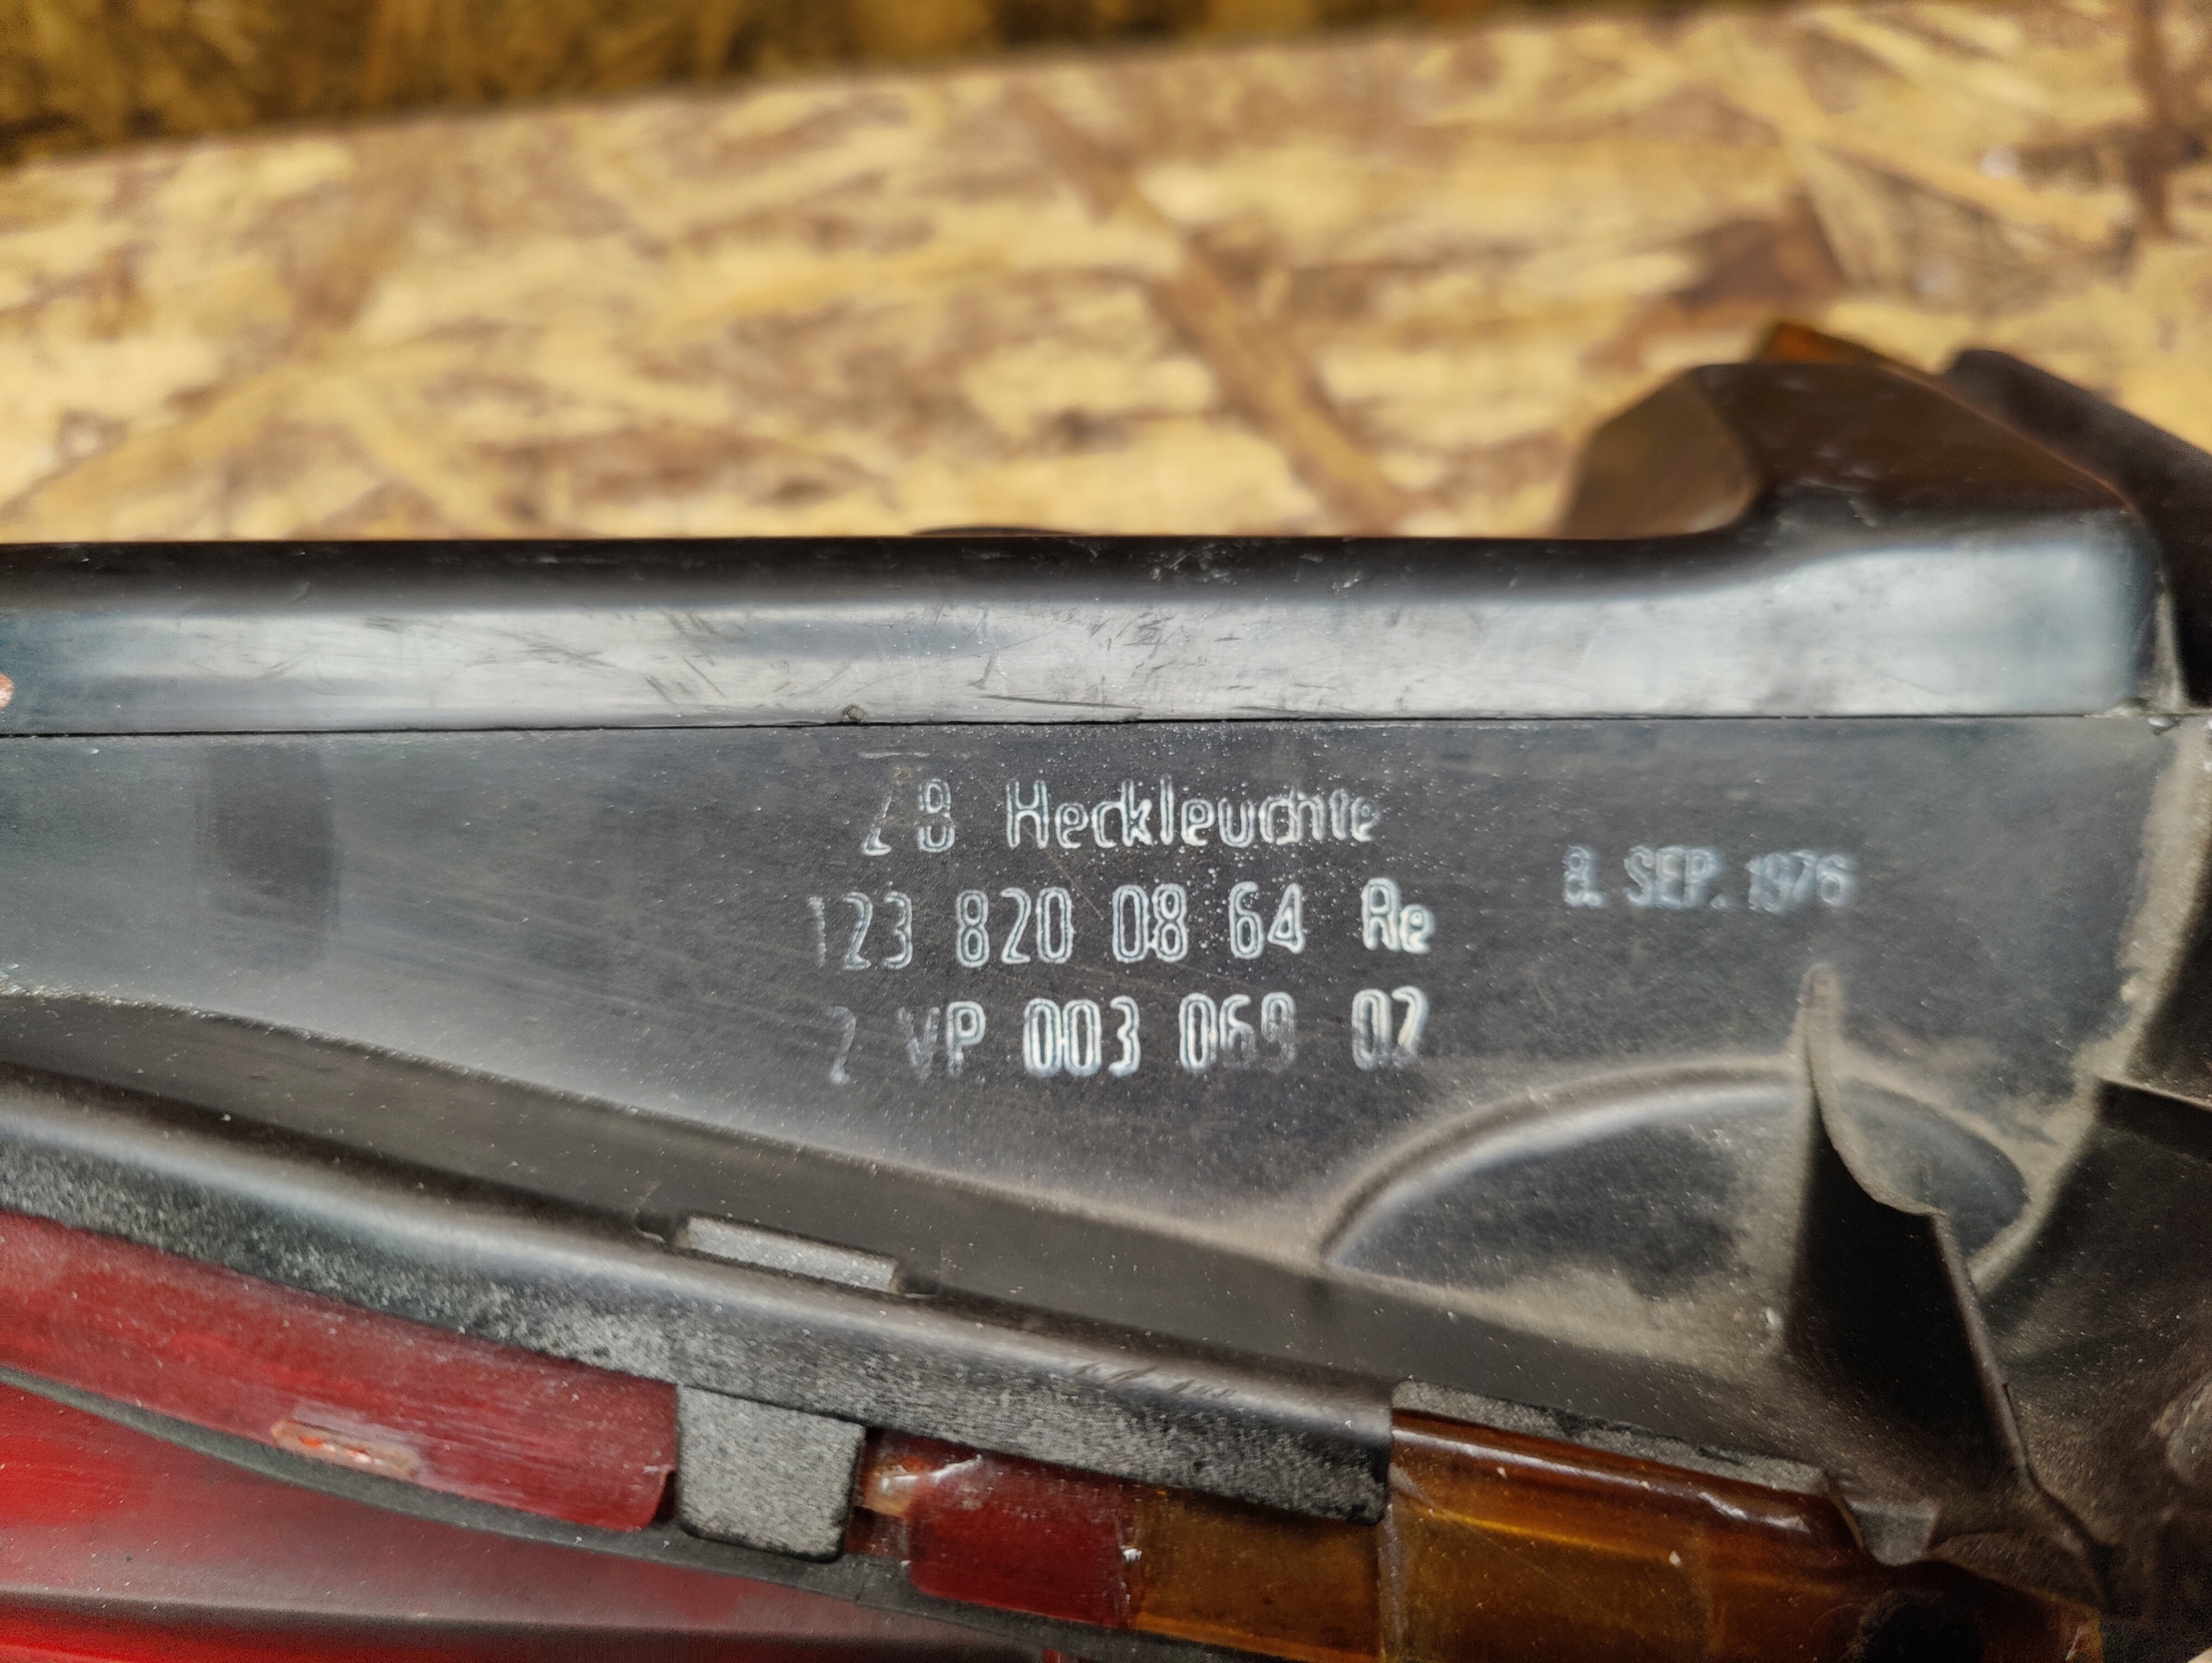 ZB Heckleuchte
123 820 08 64 Re
8. SEP. 1976
2 VP 003 069 07